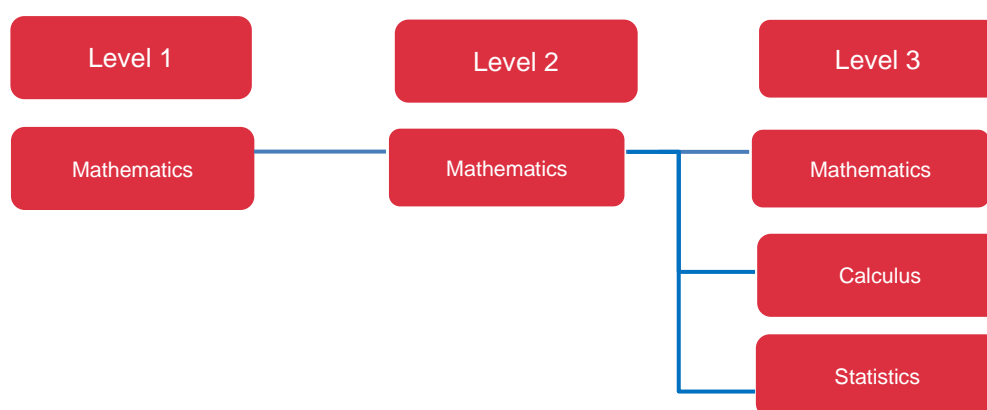 Level 1
Level 2
Level 3
Mathematics
Mathematics
Mathematics
Calculus
Statistics